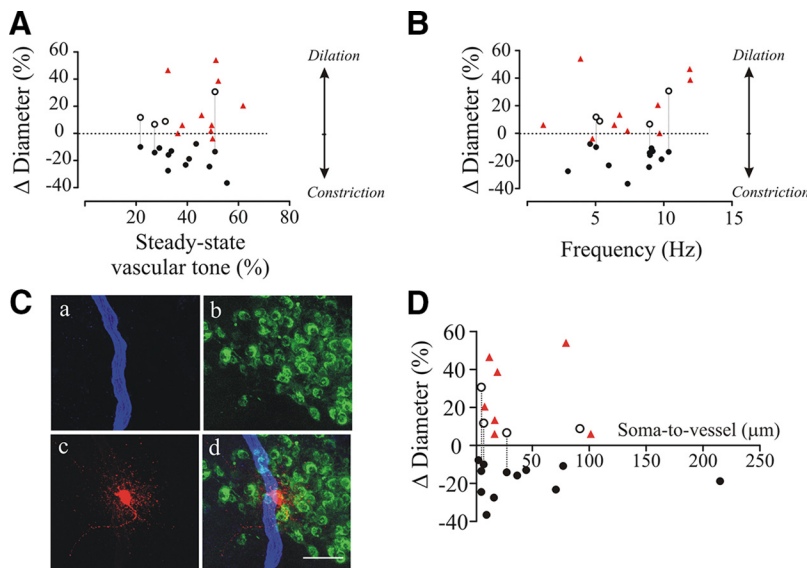 A
B
Δ Diameter (%)
60
40
20
0
-20
-40
20 40 60 80
Steady-state
vascular tone (%)
Dilation
Constriction
Δ Diameter (%)
60
40
20
0
-20
-40
5 10 15
Frequency (Hz)
Dilation
Constriction
C
a
b
c
d
D
Δ Diameter (%)
60
40
20
0
-20
-40
Soma-to-vessel (µm)
50 100 150 200 250